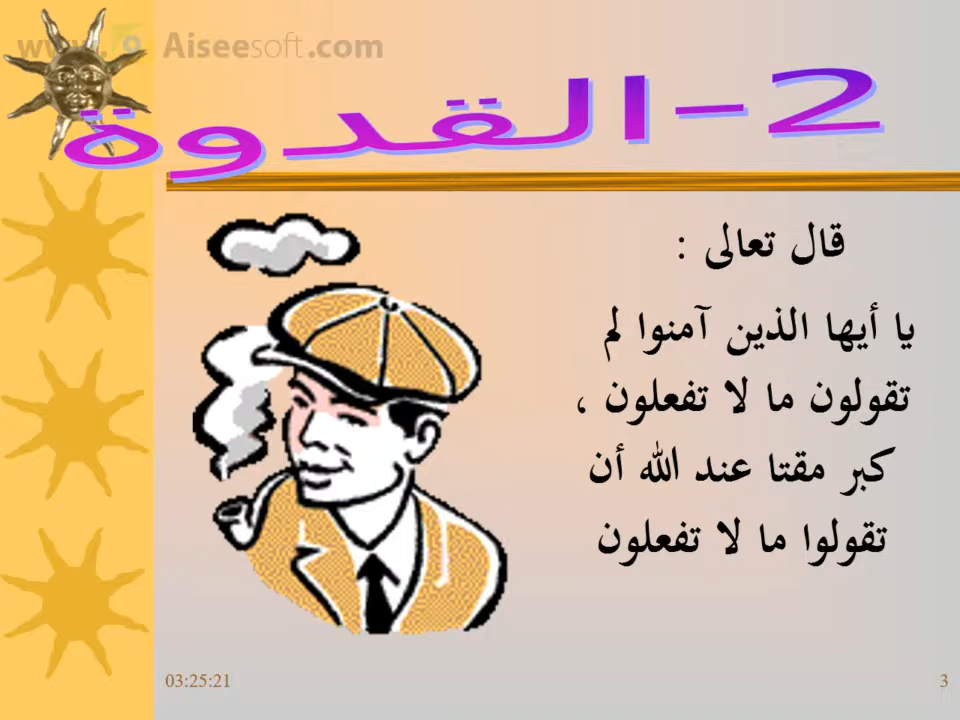 www. Aiseesoft.com
2-القدوة
قال تعالى :
يا أيها الذين آمنوا لم
تقولون ما لا تفعلون ،
كبر مقتا عند الله أن
تقولوا ما لا تفعلون
03:25:21
3